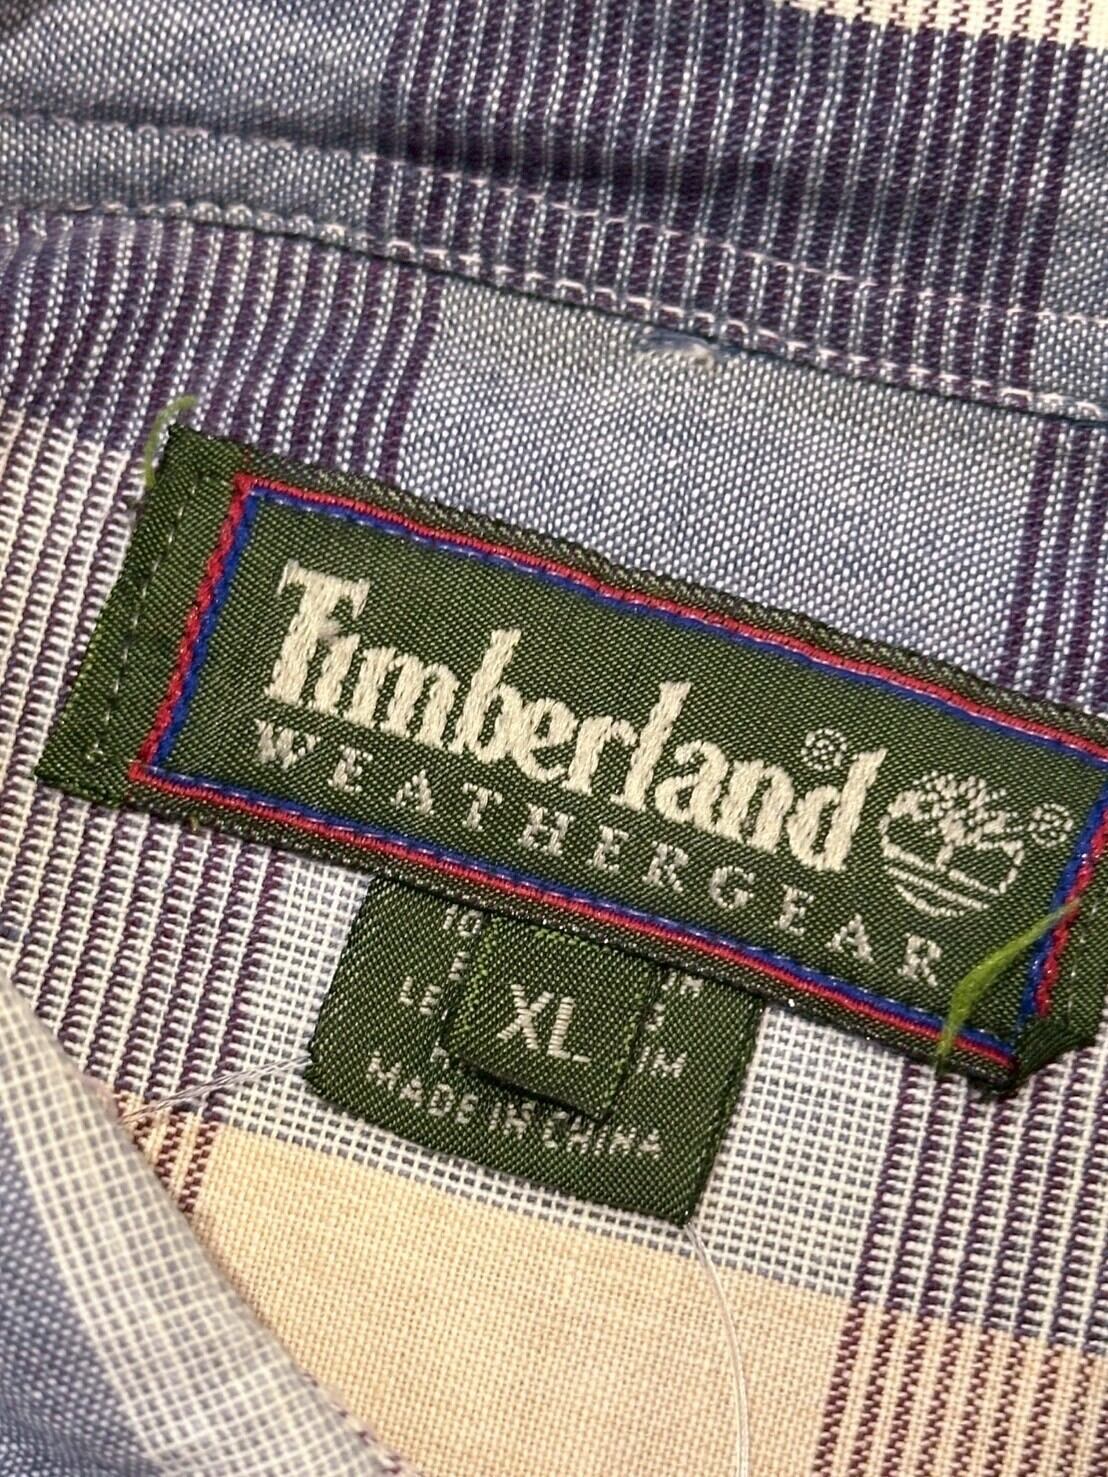 Timberland®
WEATHERGEAR
®
XL
MADE IN CHINA